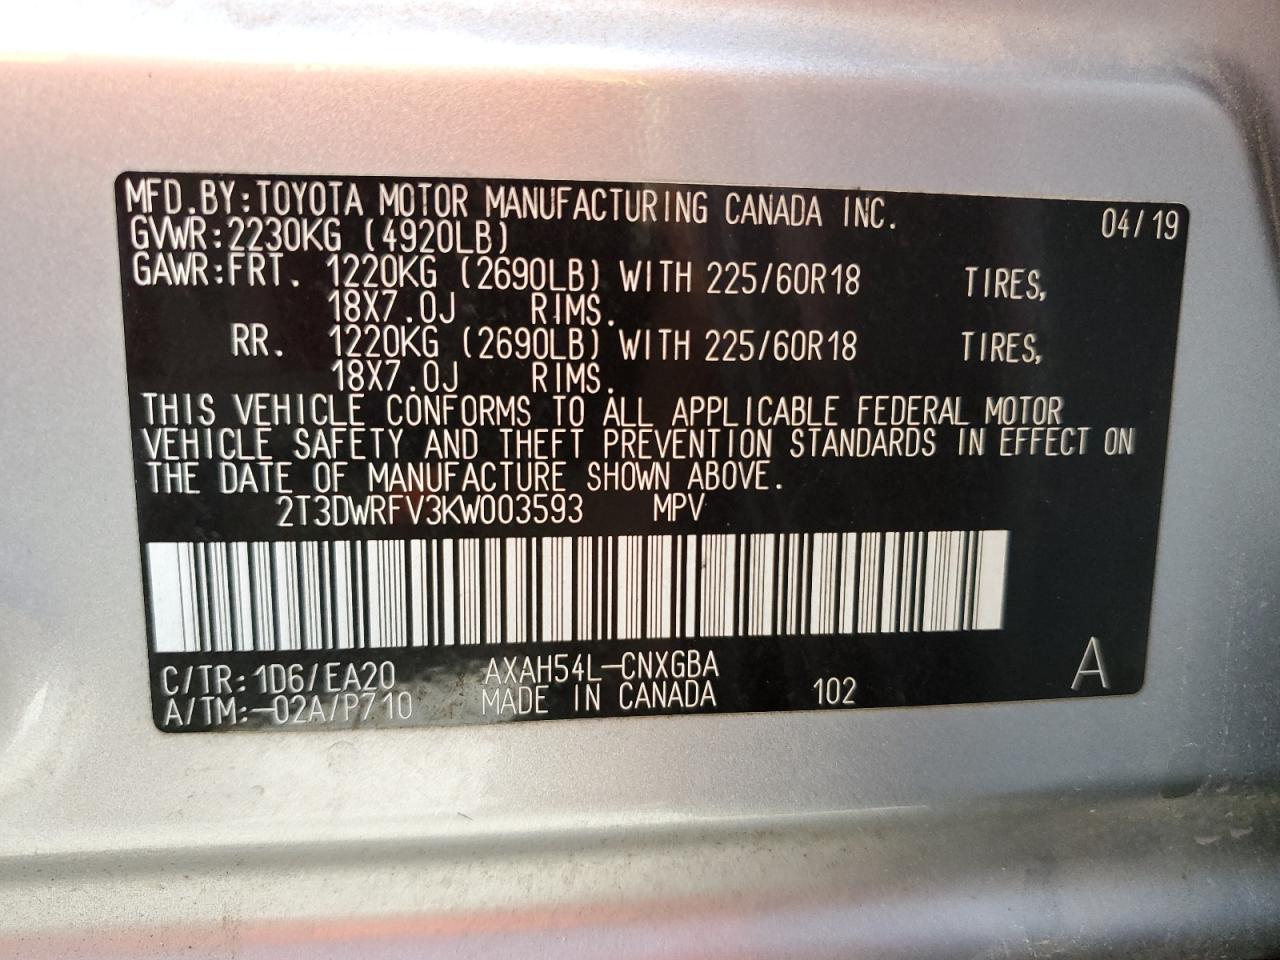 MFD.BY:TOYOTA MOTOR MANUFACTURING CANADA INC. 04/19
GVWR:2230KG (4920LB)
GAWR:FRT. 1220KG (2690LB) WITH 225/60R18 TIRES,
18X7.0J RIMS.
RR. 1220KG (2690LB) WITH 225/60R18 TIRES,
18X7.0J RIMS.
THIS VEHICLE CONFORMS TO ALL APPLICABLE FEDERAL MOTOR
VEHICLE SAFETY AND THEFT PREVENTION STANDARDS IN EFFECT ON
THE DATE OF MANUFACTURE SHOWN ABOVE.
2T3DWRFV3KW003593 MPV
C/TR:1D6/EA20 AXAH54L-CNXGBA A
A/TM:-02A/P710 MADE IN CANADA 102